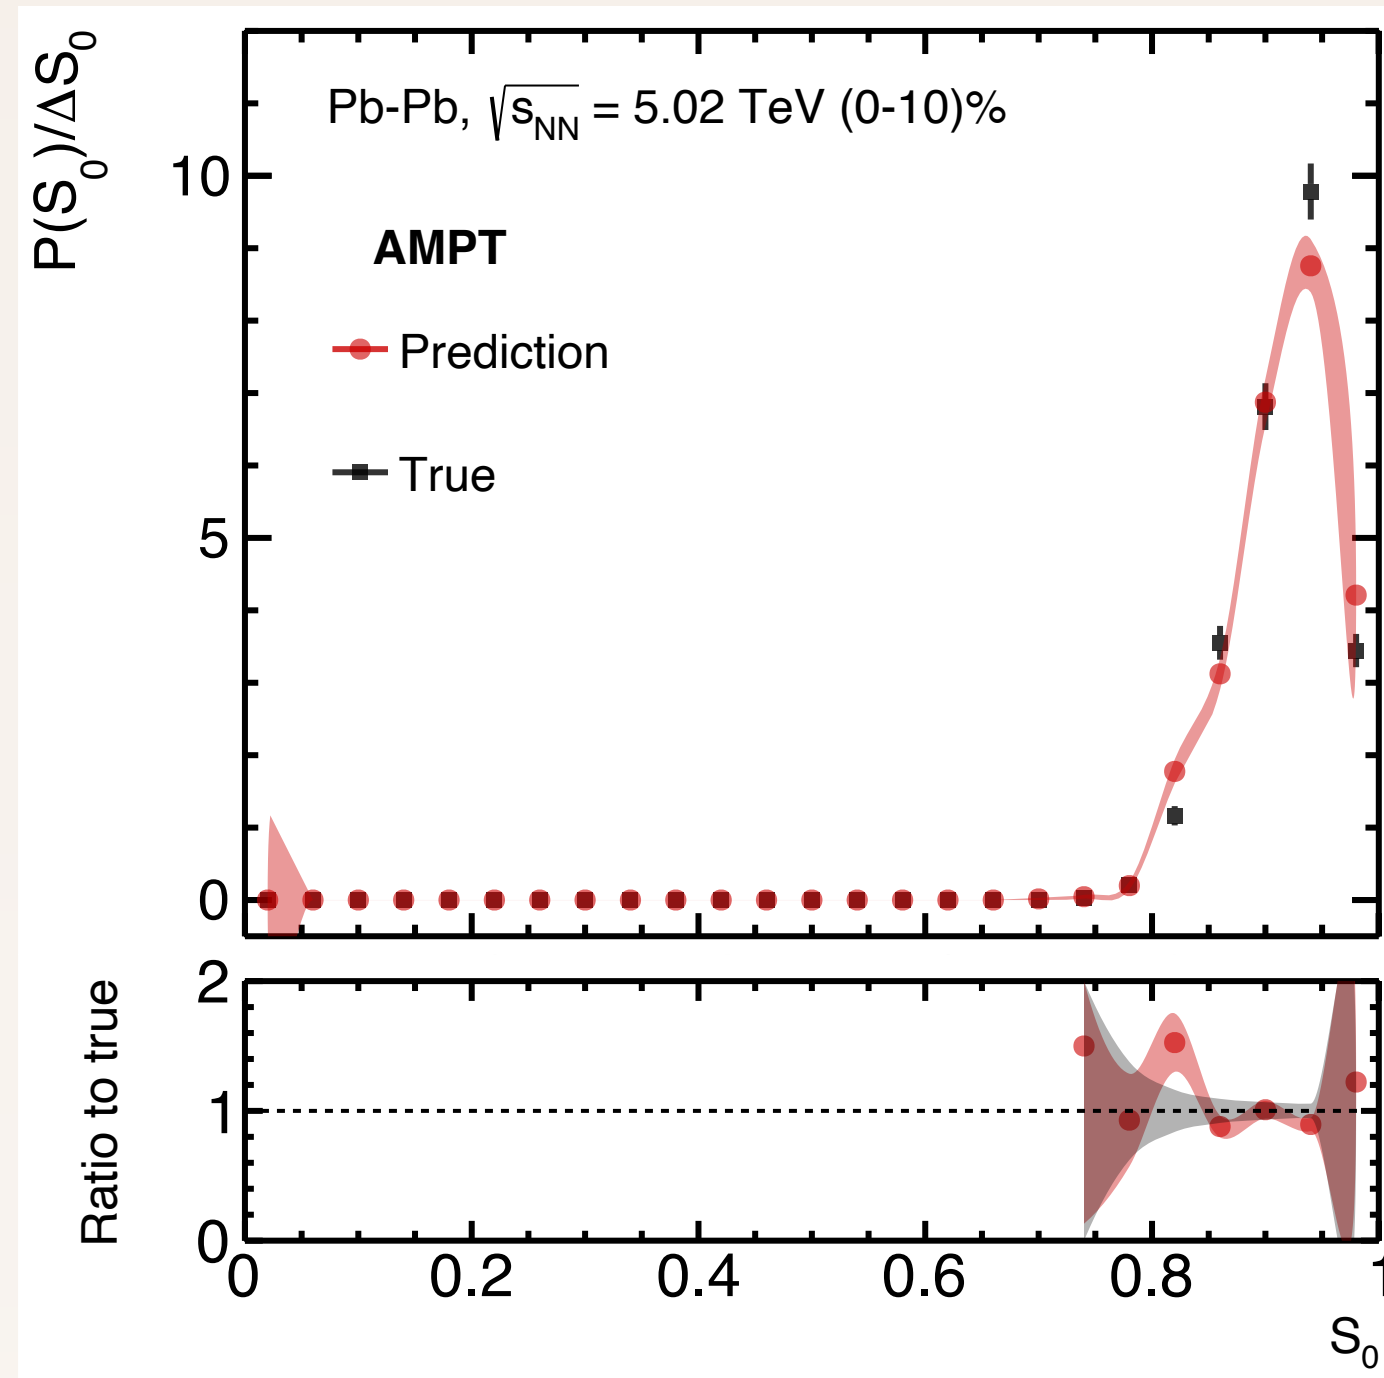 P(S₀)/ΔS₀
Pb-Pb, √s_NN = 5.02 TeV (0-10)%
AMPT
Prediction
True
10
5
0
Ratio to true
2
1
0
0 0.2 0.4 0.6 0.8 1
S₀